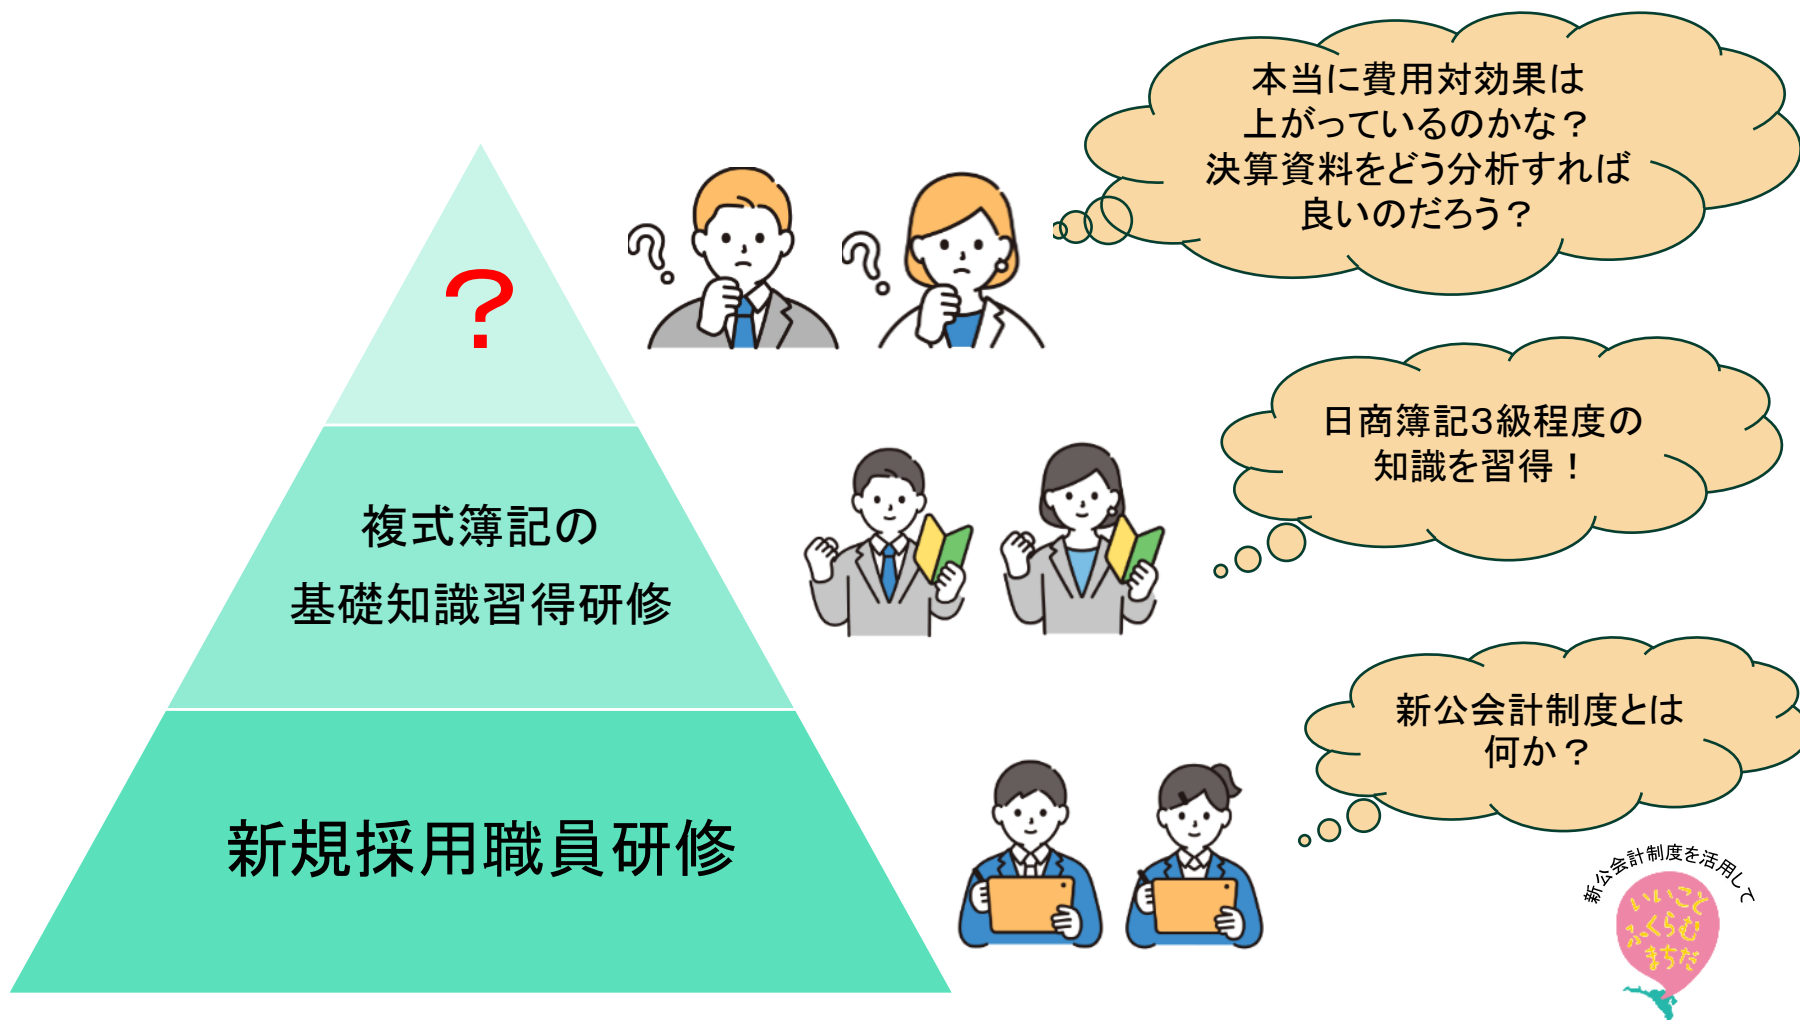 本当に費用対効果は
上がっているのかな？
決算資料をどう分析すれば
良いのだろう？
？
日商簿記3級程度の
知識を習得！
複式簿記の
基礎知識習得研修
新公会計制度とは
何か？
新規採用職員研修
新公会計制度を活用して
いいこと
ふくらむ
まちだ